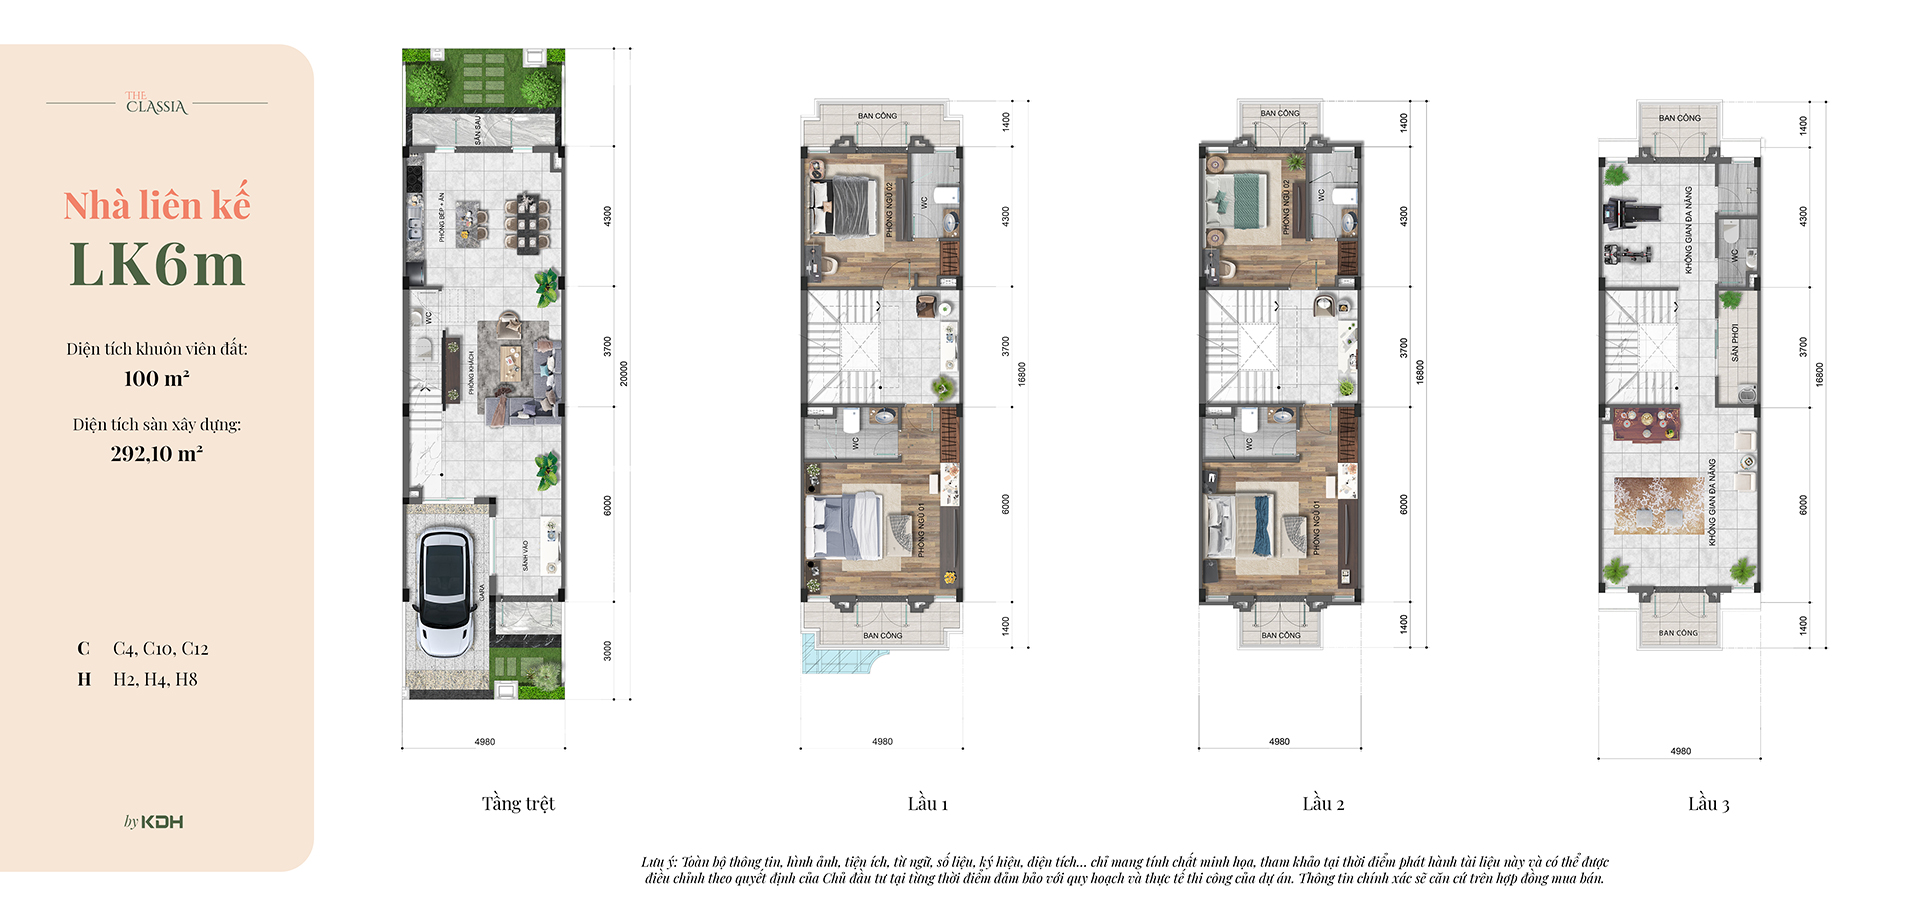 THE
CLASSIA
Nhà liên kế
LK6m
Diện tích khuôn viên đất:
100 m²
Diện tích sàn xây dựng:
292,10 m²
C C4, C10, C12
H H2, H4, H8
by KDH
SÂN SAU
PHÒNG BẾP + ĂN
WC
PHÒNG KHÁCH
SẢNH VÀO
GARA
4300
3700
20000
6000
3000
4980
Tầng trệt
BAN CÔNG
PHÒNG NGỦ 02
WC
WC
PHÒNG NGỦ 01
BAN CÔNG
1400
4300
3700
16800
6000
1400
4980
Lầu 1
BAN CÔNG
PHÒNG NGỦ 02
WC
WC
PHÒNG NGỦ 01
BAN CÔNG
1400
4300
3700
16800
6000
1400
4980
Lầu 2
BAN CÔNG
KHÔNG GIAN ĐA NĂNG
WC
SÂN PHƠI
KHÔNG GIAN ĐA NĂNG
BAN CÔNG
1400
4300
3700
16800
6000
1400
4980
Lầu 3
Lưu ý: Toàn bộ thông tin, hình ảnh, tiện ích, từ ngữ, số liệu, ký hiệu, diện tích... chỉ mang tính chất minh họa, tham khảo tại thời điểm phát hành tài liệu này và có thể được
điều chỉnh theo quyết định của Chủ đầu tư tại từng thời điểm đảm bảo với quy hoạch và thực tế thi công của dự án. Thông tin chính xác sẽ căn cứ trên hợp đồng mua bán.